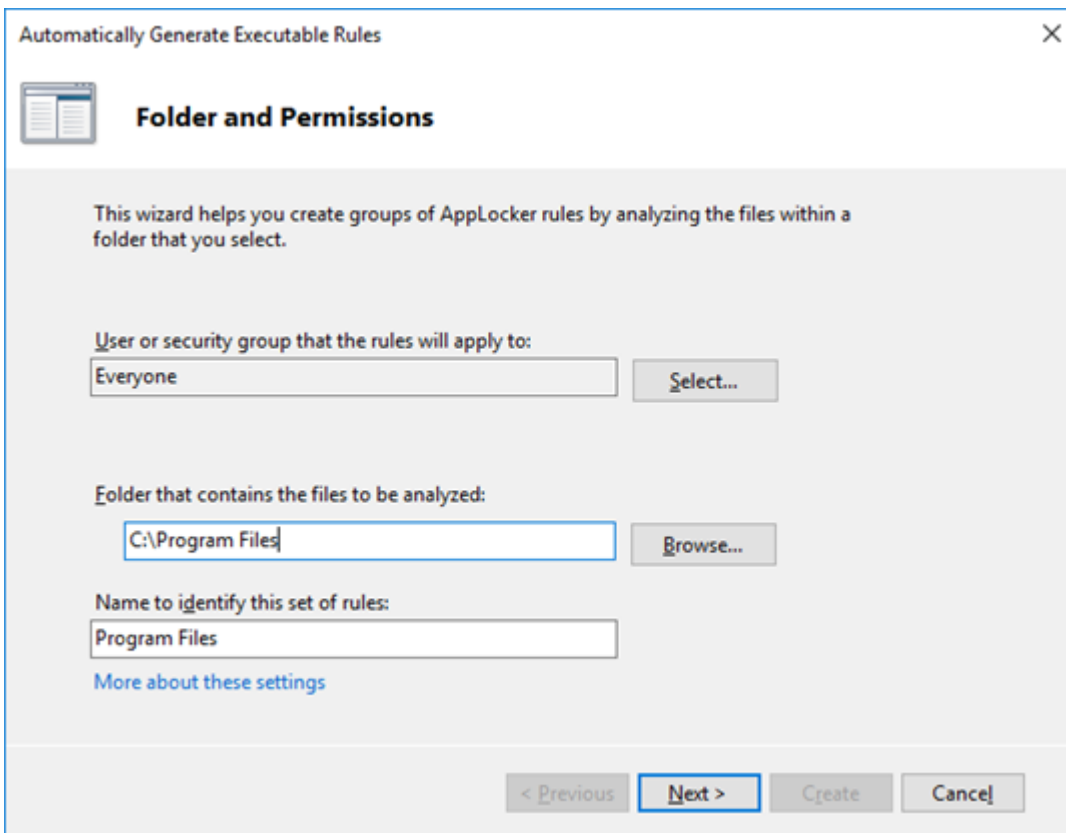 Automatically Generate Executable Rules
Folder and Permissions
This wizard helps you create groups of AppLocker rules by analyzing the files within a
folder that you select.
User or security group that the rules will apply to:
Everyone
Select...
Folder that contains the files to be analyzed:
C:\Program Files
Browse...
Name to identify this set of rules:
Program Files
More about these settings
< Previous
Next >
Create
Cancel